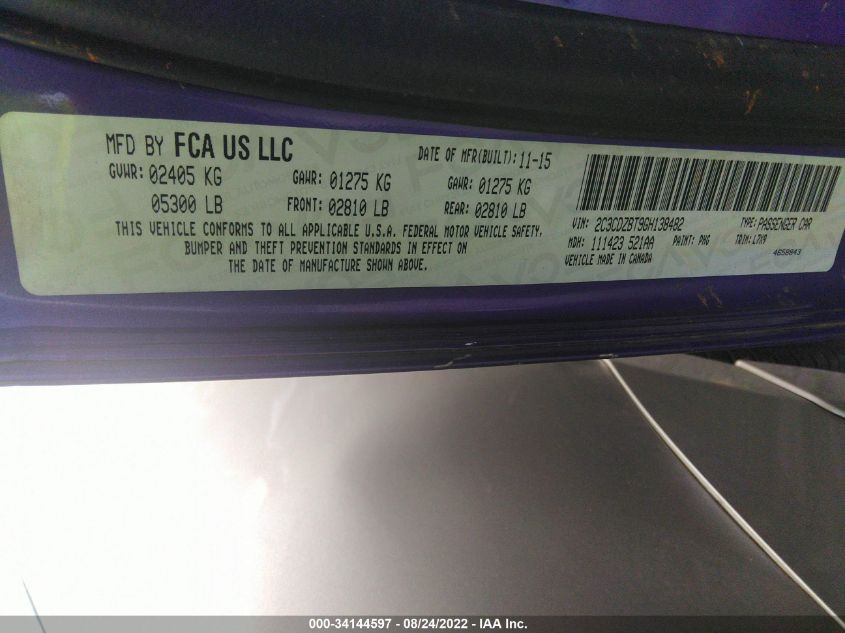 MFD BY FCA US LLC
DATE OF MFR(BUILT): 11-15
GVWR: 02405 KG
GAWR: 01275 KG
GAWR: 01275 KG
05300 LB
FRONT: 02810 LB
REAR: 02810 LB
THIS VEHICLE CONFORMS TO ALL APPLICABLE U.S.A. FEDERAL MOTOR VEHICLE SAFETY,
BUMPER AND THEFT PREVENTION STANDARDS IN EFFECT ON
THE DATE OF MANUFACTURE SHOWN ABOVE.
VIN: 2C3CDZBT9GH138482
TYPE: PASSENGER CAR
MDH: 111423 521AA
PAINT: PHG
TRIM: L7X9
VEHICLE MADE IN CANADA
4658843
000-34144597 - 08/24/2022 - IAA Inc.